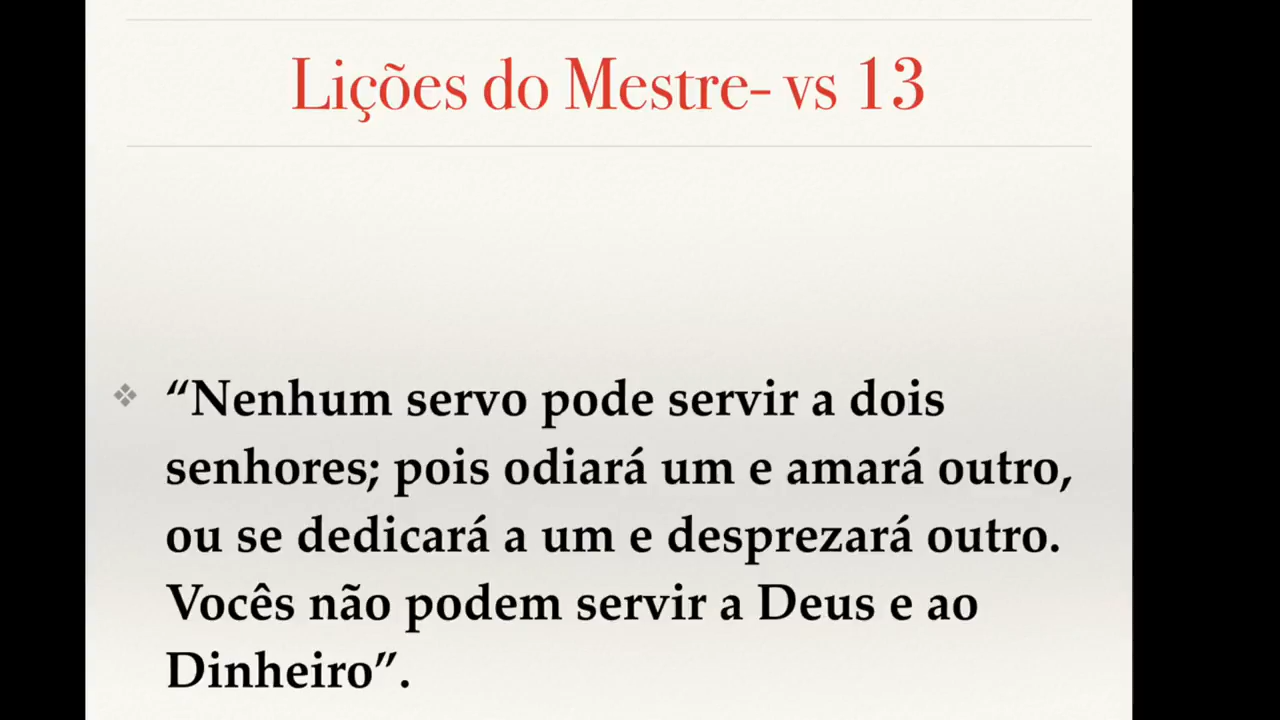 Lições do Mestre- vs 13
“Nenhum servo pode servir a dois
senhores; pois odiará um e amará outro,
ou se dedicará a um e desprezará outro.
Vocês não podem servir a Deus e ao
Dinheiro”.